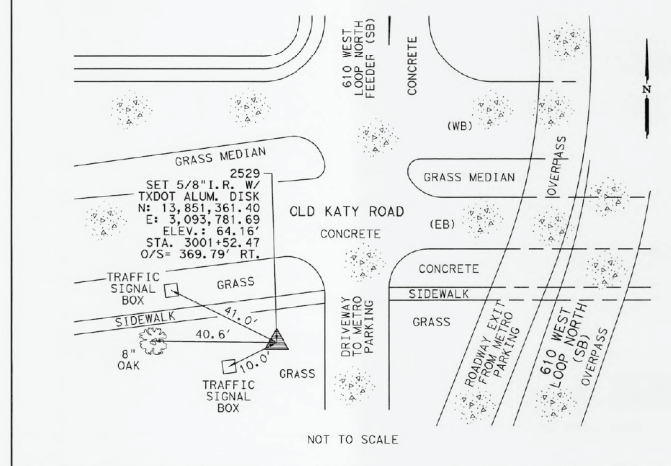 610 WEST
LOOP NORTH
FEEDER (SB)
CONCRETE
N
(WB)
GRASS MEDIAN
OVERPASS
2529
SET 5/8"I.R. W/
TXDOT ALUM. DISK
N: 13,851,361.40
E: 3,093,781.69
ELEV.: 64.16'
STA. 3001+52.47
O/S= 369.79' RT.
GRASS MEDIAN
OLD KATY ROAD
(EB)
CONCRETE
CONCRETE
TRAFFIC
SIGNAL
BOX
GRASS
SIDEWALK
SIDEWALK
41.0'
GRASS
40.6'
8"
OAK
10.0'
GRASS
TRAFFIC
SIGNAL
BOX
DRIVEWAY
TO METRO
PARKING
ROADWAY EXIT
FROM METRO
PARKING
610 WEST
LOOP NORTH
(SB)
OVERPASS
NOT TO SCALE